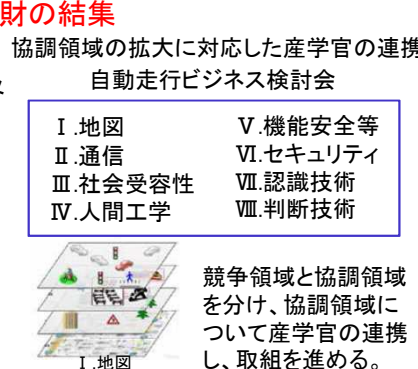 財の結集
協調領域の拡大に対応した産学官の連携
自動走行ビジネス検討会
Ⅰ.地図
Ⅱ.通信
Ⅲ.社会受容性
Ⅳ.人間工学
Ⅴ.機能安全等
Ⅵ.セキュリティ
Ⅶ.認識技術
Ⅷ.判断技術
Ⅰ.地図
競争領域と協調領域
を分け、協調領域に
ついて産学官の連携
し、取組を進める。